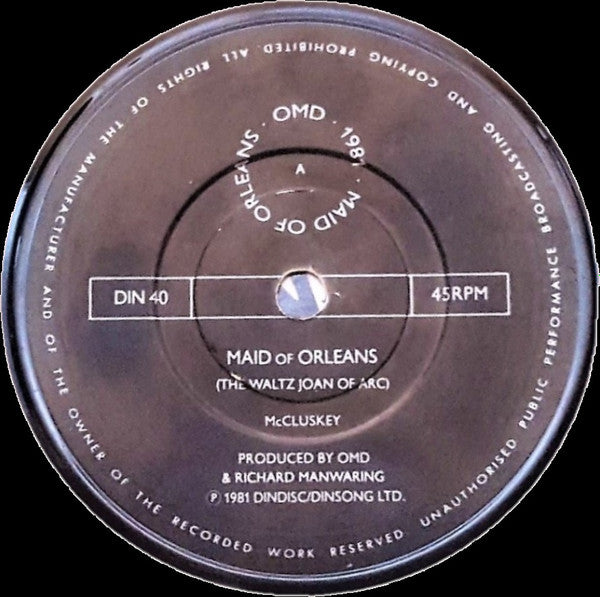 ALL RIGHTS OF THE MANUFACTURER AND OF THE OWNER OF THE RECORDED WORK RESERVED. UNAUTHORISED PUBLIC PERFORMANCE BROADCASTING AND COPYING PROHIBITED.
OMD · 1981 · MAID OF ORLEANS ·
A
DIN 40
45RPM
MAID OF ORLEANS
(THE WALTZ JOAN OF ARC)
McCLUSKEY
PRODUCED BY OMD
& RICHARD MANWARING
℗ 1981 DINDISC/DINSONG LTD.